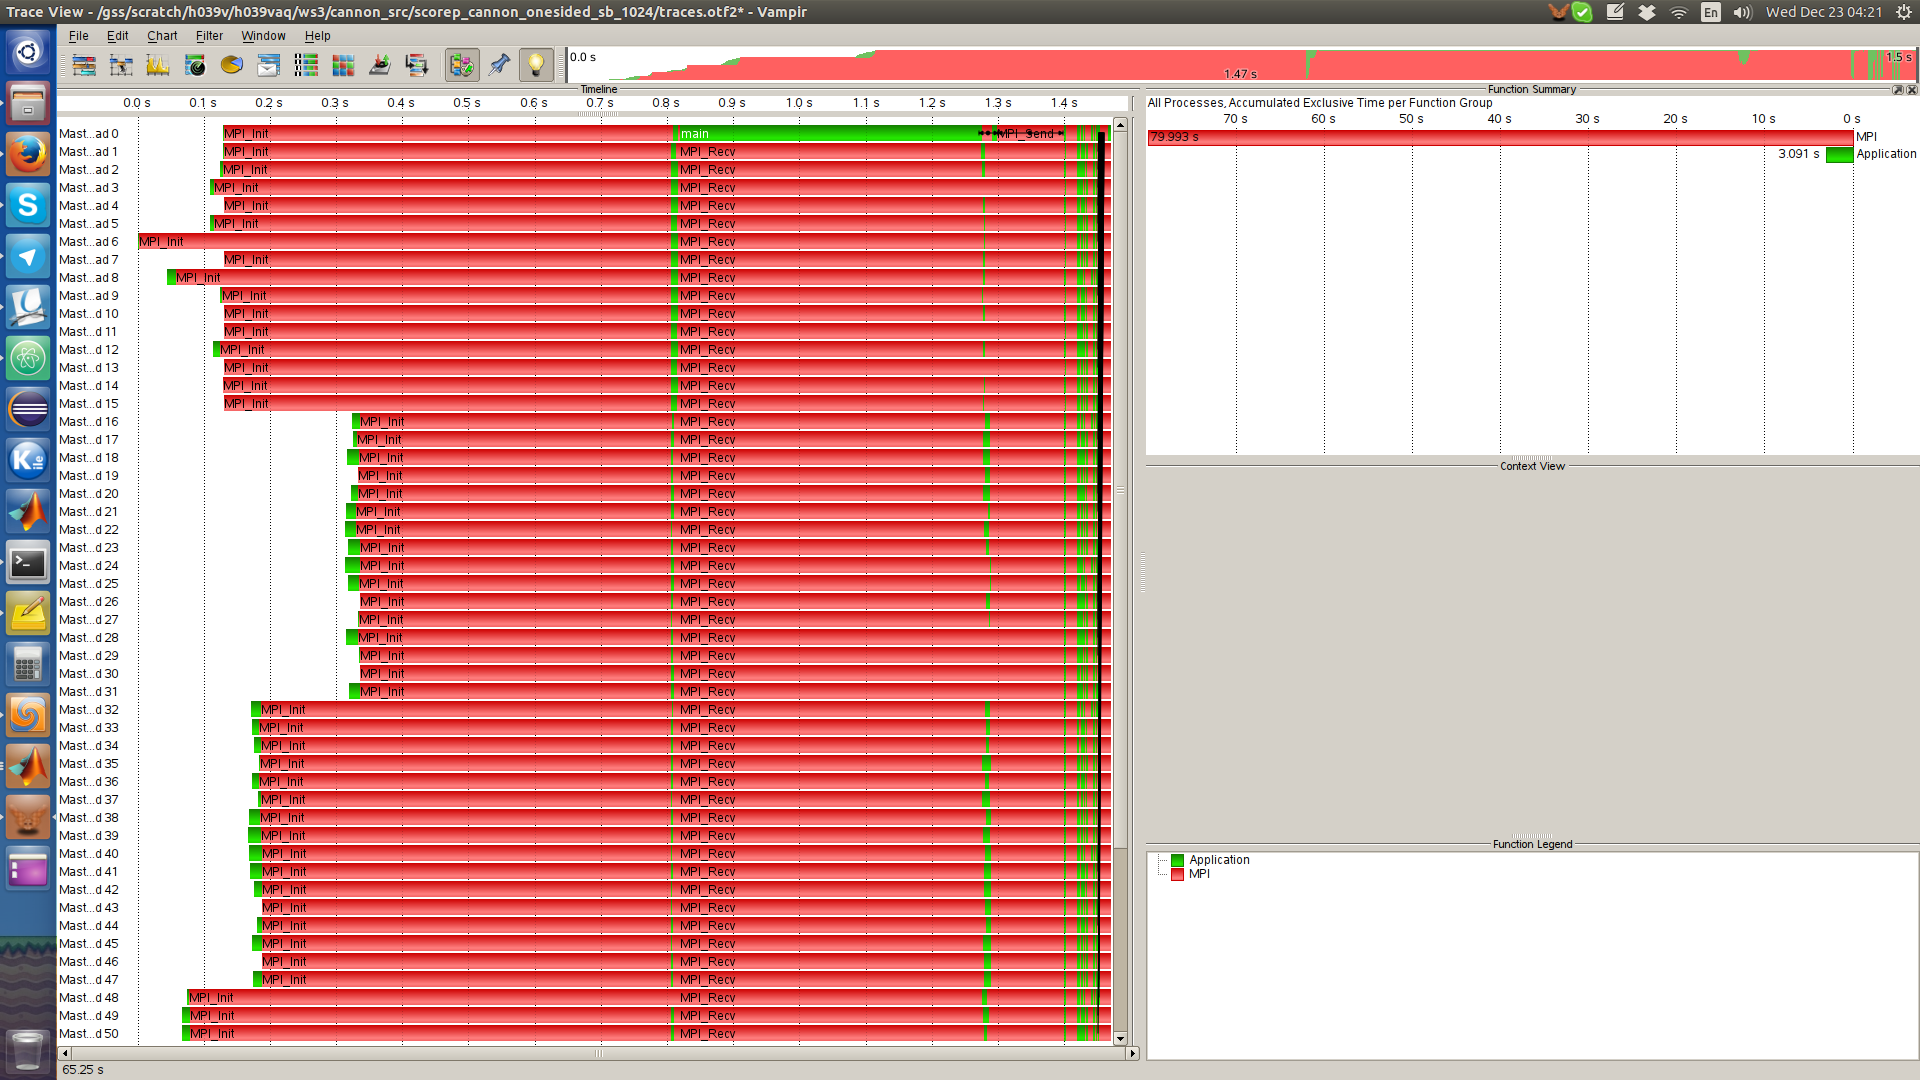 Trace View - /gss/scratch/h039v/h039vaq/ws3/cannon_src/scorep_cannon_onesided_sb_1024/traces.otf2* - Vampir
En
Wed Dec 23 04:21
File Edit Chart Filter Window Help
0.0 s
1.47 s
1.5 s
Timeline
0.0 s 0.1 s 0.2 s 0.3 s 0.4 s 0.5 s 0.6 s 0.7 s 0.8 s 0.9 s 1.0 s 1.1 s 1.2 s 1.3 s 1.4 s
Mast...ad 0 MPI_Init main MPI_Send
Mast...ad 1 MPI_Init MPI_Recv
Mast...ad 2 MPI_Init MPI_Recv
Mast...ad 3 MPI_Init MPI_Recv
Mast...ad 4 MPI_Init MPI_Recv
Mast...ad 5 MPI_Init MPI_Recv
Mast...ad 6 MPI_Init MPI_Recv
Mast...ad 7 MPI_Init MPI_Recv
Mast...ad 8 MPI_Init MPI_Recv
Mast...ad 9 MPI_Init MPI_Recv
Mast...d 10 MPI_Init MPI_Recv
Mast...d 11 MPI_Init MPI_Recv
Mast...d 12 MPI_Init MPI_Recv
Mast...d 13 MPI_Init MPI_Recv
Mast...d 14 MPI_Init MPI_Recv
Mast...d 15 MPI_Init MPI_Recv
Mast...d 16 MPI_Init MPI_Recv
Mast...d 17 MPI_Init MPI_Recv
Mast...d 18 MPI_Init MPI_Recv
Mast...d 19 MPI_Init MPI_Recv
Mast...d 20 MPI_Init MPI_Recv
Mast...d 21 MPI_Init MPI_Recv
Mast...d 22 MPI_Init MPI_Recv
Mast...d 23 MPI_Init MPI_Recv
Mast...d 24 MPI_Init MPI_Recv
Mast...d 25 MPI_Init MPI_Recv
Mast...d 26 MPI_Init MPI_Recv
Mast...d 27 MPI_Init MPI_Recv
Mast...d 28 MPI_Init MPI_Recv
Mast...d 29 MPI_Init MPI_Recv
Mast...d 30 MPI_Init MPI_Recv
Mast...d 31 MPI_Init MPI_Recv
Mast...d 32 MPI_Init MPI_Recv
Mast...d 33 MPI_Init MPI_Recv
Mast...d 34 MPI_Init MPI_Recv
Mast...d 35 MPI_Init MPI_Recv
Mast...d 36 MPI_Init MPI_Recv
Mast...d 37 MPI_Init MPI_Recv
Mast...d 38 MPI_Init MPI_Recv
Mast...d 39 MPI_Init MPI_Recv
Mast...d 40 MPI_Init MPI_Recv
Mast...d 41 MPI_Init MPI_Recv
Mast...d 42 MPI_Init MPI_Recv
Mast...d 43 MPI_Init MPI_Recv
Mast...d 44 MPI_Init MPI_Recv
Mast...d 45 MPI_Init MPI_Recv
Mast...d 46 MPI_Init MPI_Recv
Mast...d 47 MPI_Init MPI_Recv
Mast...d 48 MPI_Init MPI_Recv
Mast...d 49 MPI_Init MPI_Recv
Mast...d 50 MPI_Init MPI_Recv
65.25 s
Function Summary
All Processes, Accumulated Exclusive Time per Function Group
70 s 60 s 50 s 40 s 30 s 20 s 10 s 0 s
79.993 s MPI
3.091 s Application
Context View
Function Legend
Application
MPI